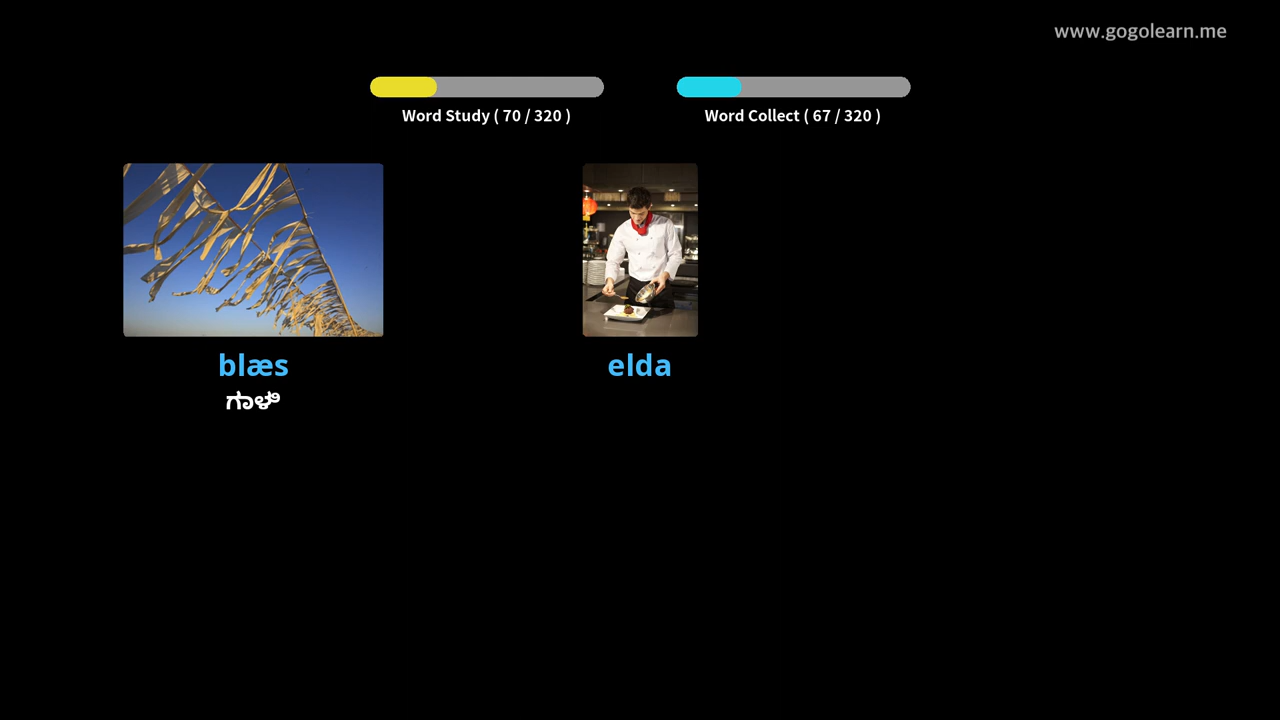 www.gogolearn.me
Word Study ( 70 / 320 )
Word Collect ( 67 / 320 )
blæs
ಗಾಳಿ
elda